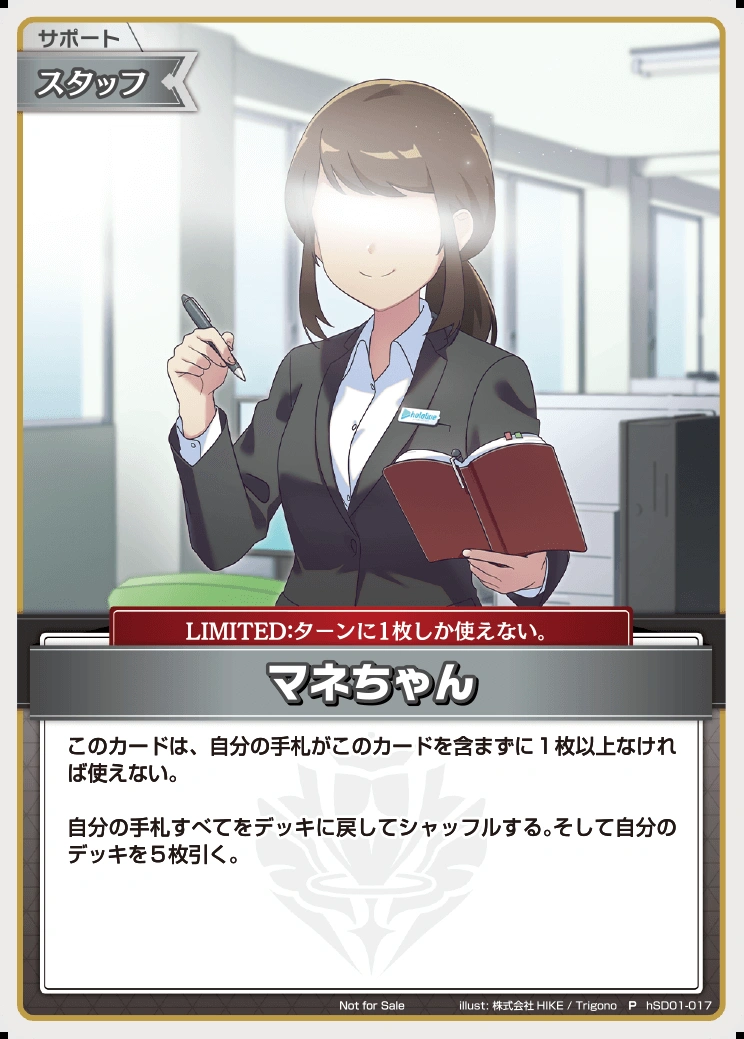 サポート
スタッフ
hololive
LIMITED:ターンに1枚しか使えない。
マネちゃん
このカードは、自分の手札がこのカードを含まずに１枚以上なけれ
ば使えない。
自分の手札すべてをデッキに戻してシャッフルする。そして自分の
デッキを５枚引く。
Not for Sale illust: 株式会社 HIKE / Trigono P hSD01-017